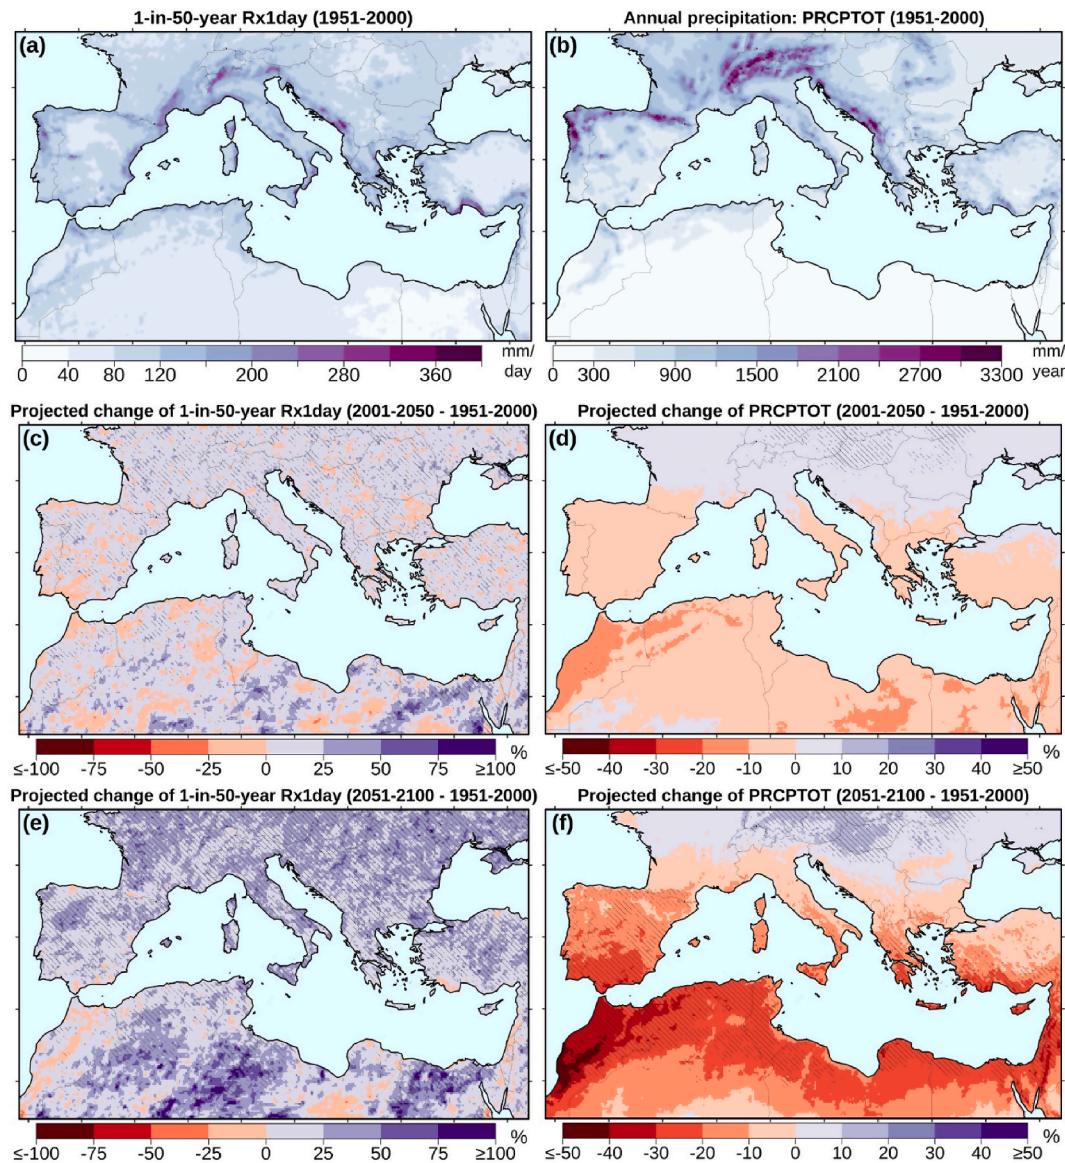 1-in-50-year Rx1day (1951-2000)
(a)
0 40 80 120 200 280 360
mm/
day
Annual precipitation: PRCPTOT (1951-2000)
(b)
0 300 900 1500 2100 2700 3300
mm/
year
Projected change of 1-in-50-year Rx1day (2001-2050 - 1951-2000)
(c)
%
≤-100 -75 -50 -25 0 25 50 75 ≥100
Projected change of PRCPTOT (2001-2050 - 1951-2000)
(d)
%
≤-50 -40 -30 -20 -10 0 10 20 30 40 ≥50
Projected change of 1-in-50-year Rx1day (2051-2100 - 1951-2000)
(e)
%
≤-100 -75 -50 -25 0 25 50 75 ≥100
Projected change of PRCPTOT (2051-2100 - 1951-2000)
(f)
%
≤-50 -40 -30 -20 -10 0 10 20 30 40 ≥50